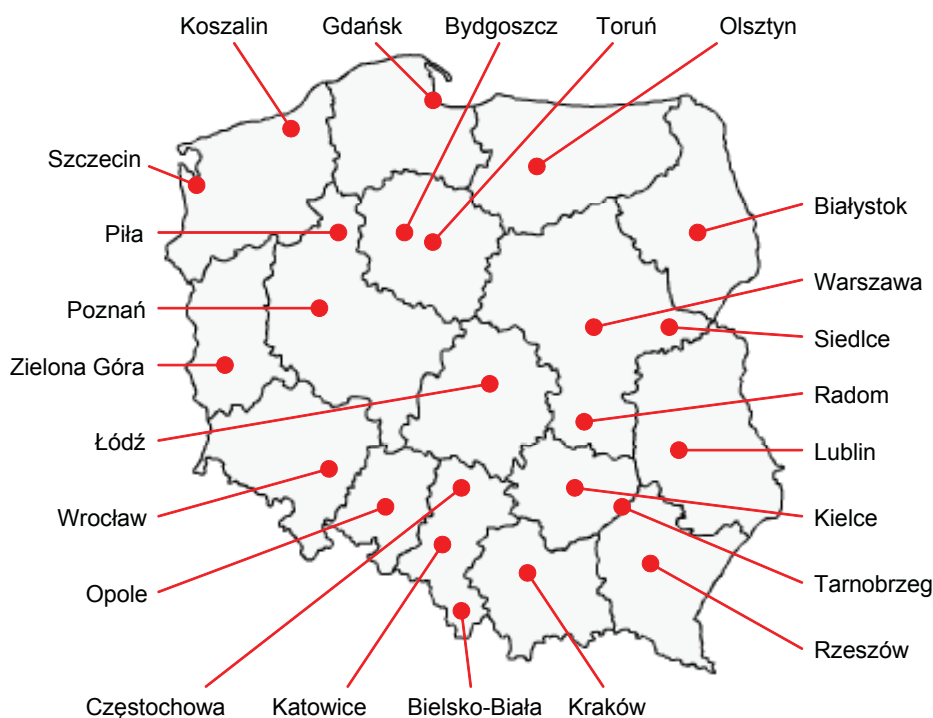 Koszalin
Gdańsk
Bydgoszcz
Toruń
Olsztyn
Szczecin
Białystok
Piła
Warszawa
Poznań
Siedlce
Zielona Góra
Radom
Łódź
Lublin
Wrocław
Kielce
Opole
Tarnobrzeg
Rzeszów
Częstochowa
Katowice
Bielsko-Biała
Kraków